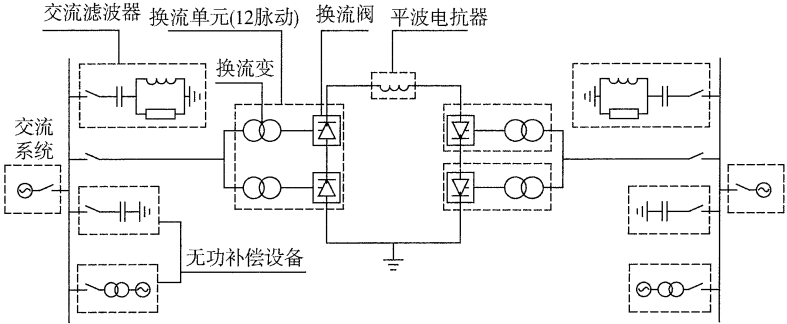 交流滤波器
换流单元(12脉动)
换流阀
平波电抗器
换流变
交流
系统
无功补偿设备